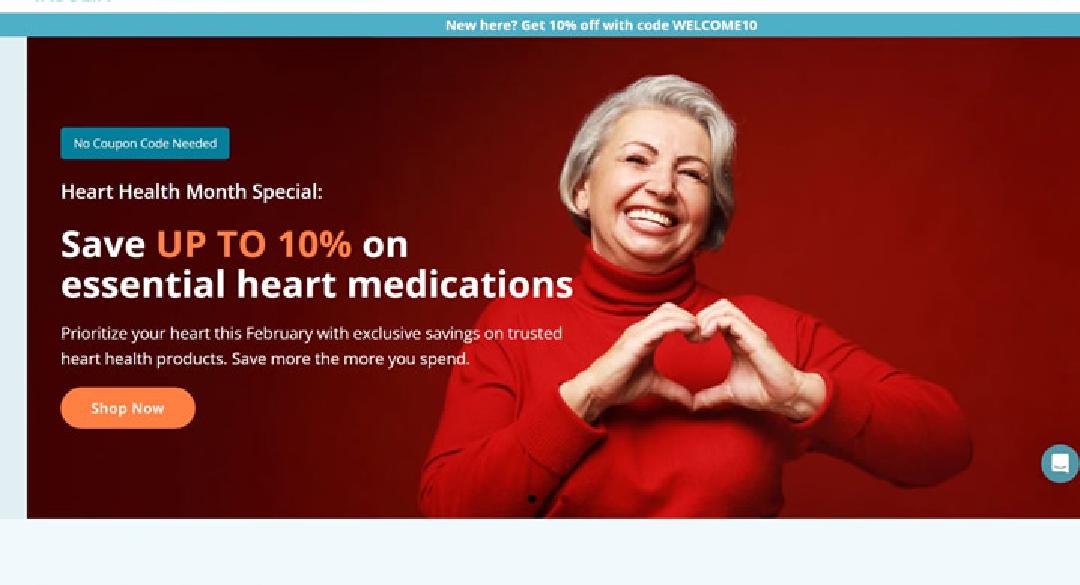 New here? Get 10% off with code WELCOME10
No Coupon Code Needed
Heart Health Month Special:
Save UP TO 10% on
essential heart medications
Prioritize your heart this February with exclusive savings on trusted
heart health products. Save more the more you spend.
Shop Now